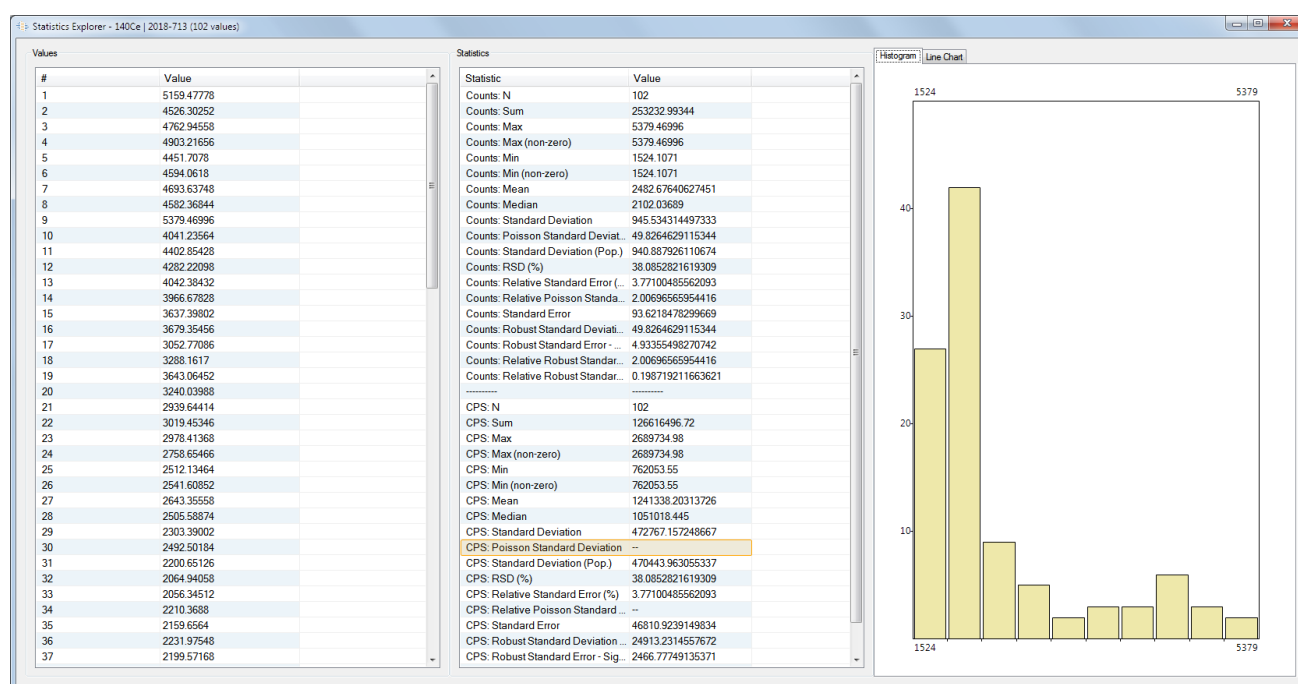 Statistics Explorer - 140Ce | 2018-713 (102 values)
Values
# Value
1 5159.47778
2 4526.30252
3 4762.94558
4 4903.21656
5 4451.7078
6 4594.0618
7 4693.63748
8 4582.36844
9 5379.46996
10 4041.23564
11 4402.85428
12 4282.22098
13 4042.38432
14 3966.67828
15 3637.39802
16 3679.35456
17 3052.77086
18 3288.1617
19 3643.06452
20 3240.03988
21 2939.64414
22 3019.45346
23 2978.41368
24 2758.65466
25 2512.13464
26 2541.60852
27 2643.35558
28 2505.58874
29 2303.39002
30 2492.50184
31 2200.65126
32 2064.94058
33 2056.34512
34 2210.3688
35 2159.6564
36 2231.97548
37 2199.57168
Statistics
Statistic Value
Counts: N 102
Counts: Sum 253232.99344
Counts: Max 5379.46996
Counts: Max (non-zero) 5379.46996
Counts: Min 1524.1071
Counts: Min (non-zero) 1524.1071
Counts: Mean 2482.67640627451
Counts: Median 2102.03689
Counts: Standard Deviation 945.534314497333
Counts: Poisson Standard Deviat... 49.8264629115344
Counts: Standard Deviation (Pop.) 940.887926110674
Counts: RSD (%) 38.0852821619309
Counts: Relative Standard Error (... 3.77100485562093
Counts: Relative Poisson Standa... 2.00696565954416
Counts: Standard Error 93.6218478299669
Counts: Robust Standard Deviati... 49.8264629115344
Counts: Robust Standard Error - ... 4.93355498270742
Counts: Relative Robust Standar... 2.00696565954416
Counts: Relative Robust Standar... 0.198719211663621
---------- ----------
CPS: N 102
CPS: Sum 126616496.72
CPS: Max 2689734.98
CPS: Max (non-zero) 2689734.98
CPS: Min 762053.55
CPS: Min (non-zero) 762053.55
CPS: Mean 1241338.20313726
CPS: Median 1051018.445
CPS: Standard Deviation 472767.157248667
CPS: Poisson Standard Deviation --
CPS: Standard Deviation (Pop.) 470443.963055337
CPS: RSD (%) 38.0852821619309
CPS: Relative Standard Error (%) 3.77100485562093
CPS: Relative Poisson Standard ... --
CPS: Standard Error 46810.9239149834
CPS: Robust Standard Deviation ... 24913.2314557672
CPS: Robust Standard Error - Sig... 2466.77749135371
Histogram Line Chart
1524 5379
40
30
20
10
1524 5379